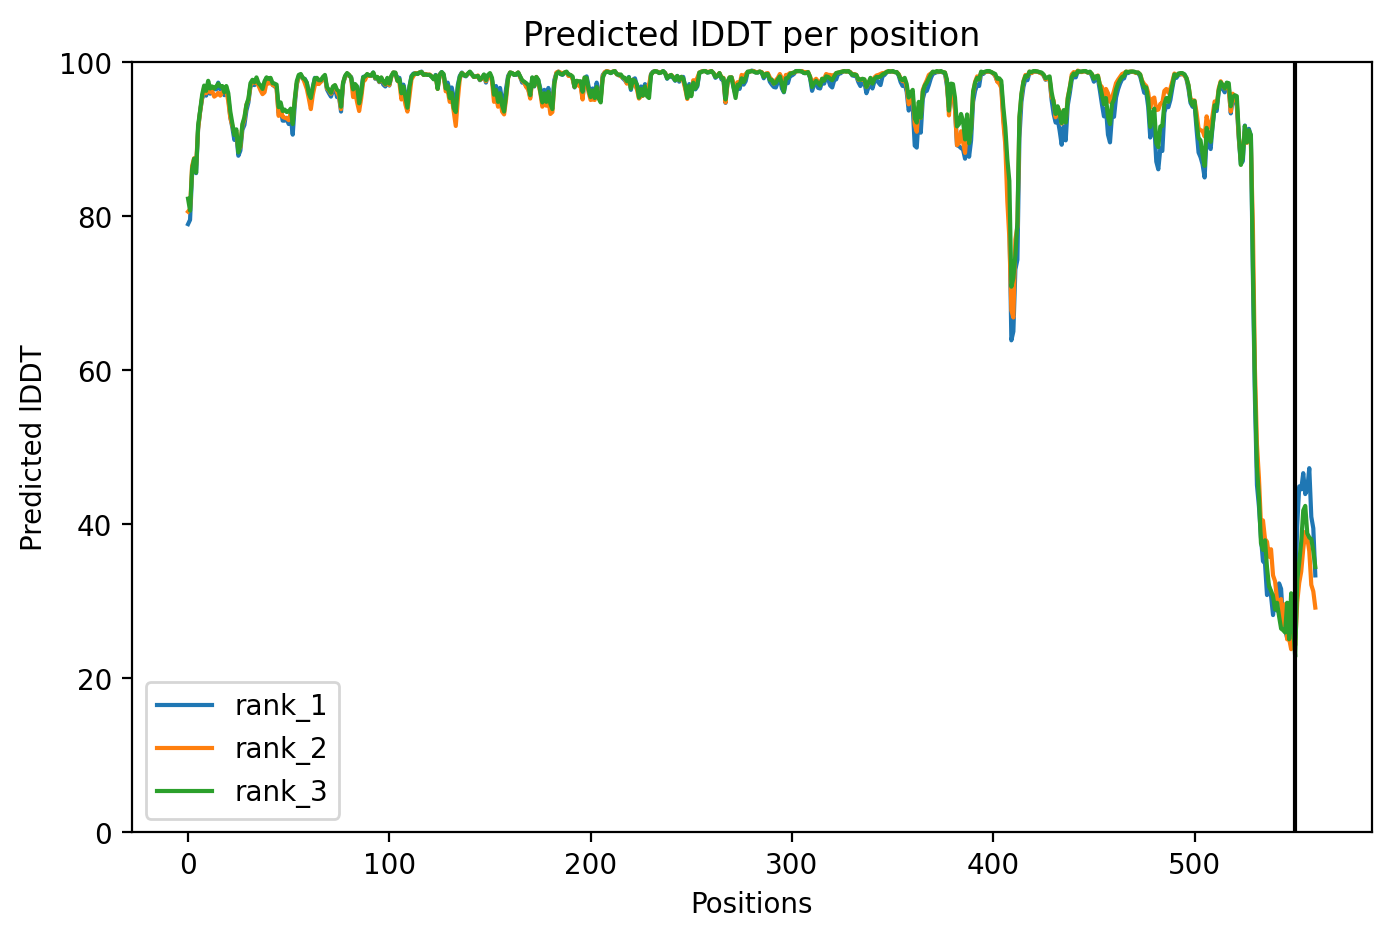 Predicted lDDT per position
100
80
60
40
20
0
Predicted lDDT
rank_1
rank_2
rank_3
0 100 200 300 400 500
Positions